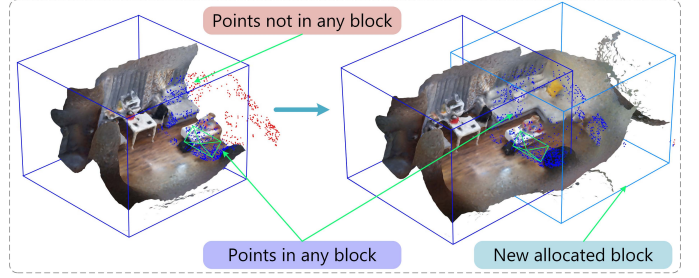 Points not in any block
Points in any block
New allocated block